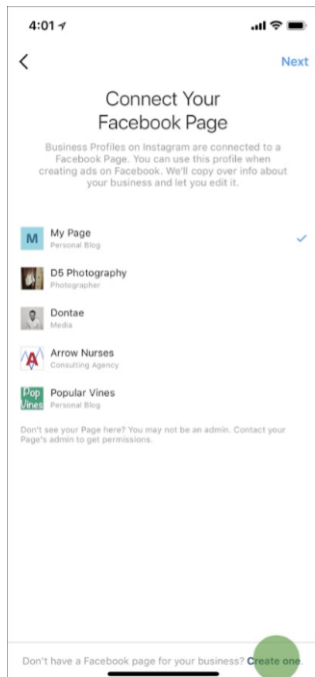 4:01
Next
Connect Your
Facebook Page
Business Profiles on Instagram are connected to a
Facebook Page. You can use this profile when
creating ads on Facebook. We'll copy over info about
your business and let you edit it.
M
My Page
Personal Blog
D5 Photography
Photographer
Dontae
Media
A
Arrow Nurses
Consulting Agency
Pop
Vines
Popular Vines
Personal Blog
Don't see your Page here? You may not be an admin. Contact your
Page's admin to get permissions.
Don't have a Facebook page for your business? Create one.